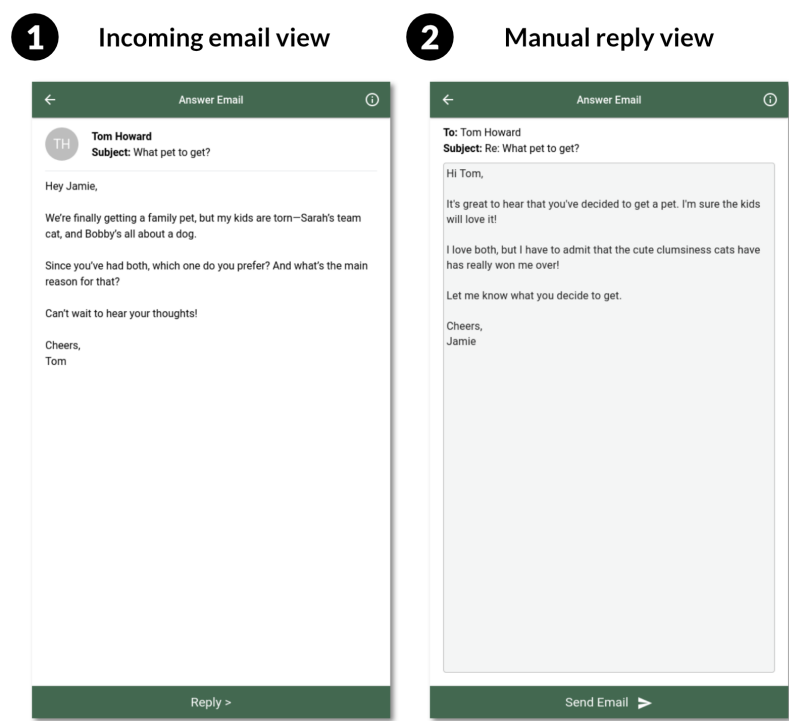 1 Incoming email view
2 Manual reply view
Answer Email
TH
Tom Howard
Subject: What pet to get?
Hey Jamie,
We're finally getting a family pet, but my kids are torn—Sarah's team
cat, and Bobby's all about a dog.
Since you've had both, which one do you prefer? And what's the main
reason for that?
Can't wait to hear your thoughts!
Cheers,
Tom
Reply >
Answer Email
To: Tom Howard
Subject: Re: What pet to get?
Hi Tom,
It's great to hear that you've decided to get a pet. I'm sure the kids
will love it!
I love both, but I have to admit that the cute clumsiness cats have
has really won me over!
Let me know what you decide to get.
Cheers,
Jamie
Send Email